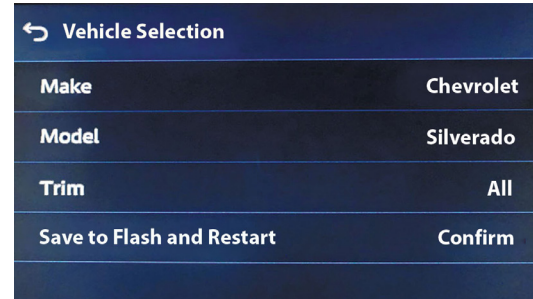 Vehicle Selection
Make Chevrolet
Model Silverado
Trim All
Save to Flash and Restart Confirm